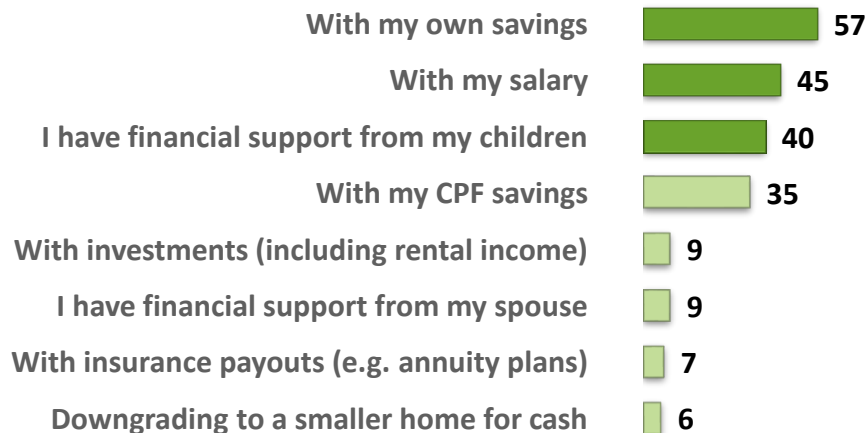 With my own savings 57
With my salary 45
I have financial support from my children 40
With my CPF savings 35
With investments (including rental income) 9
I have financial support from my spouse 9
With insurance payouts (e.g. annuity plans) 7
Downgrading to a smaller home for cash 6